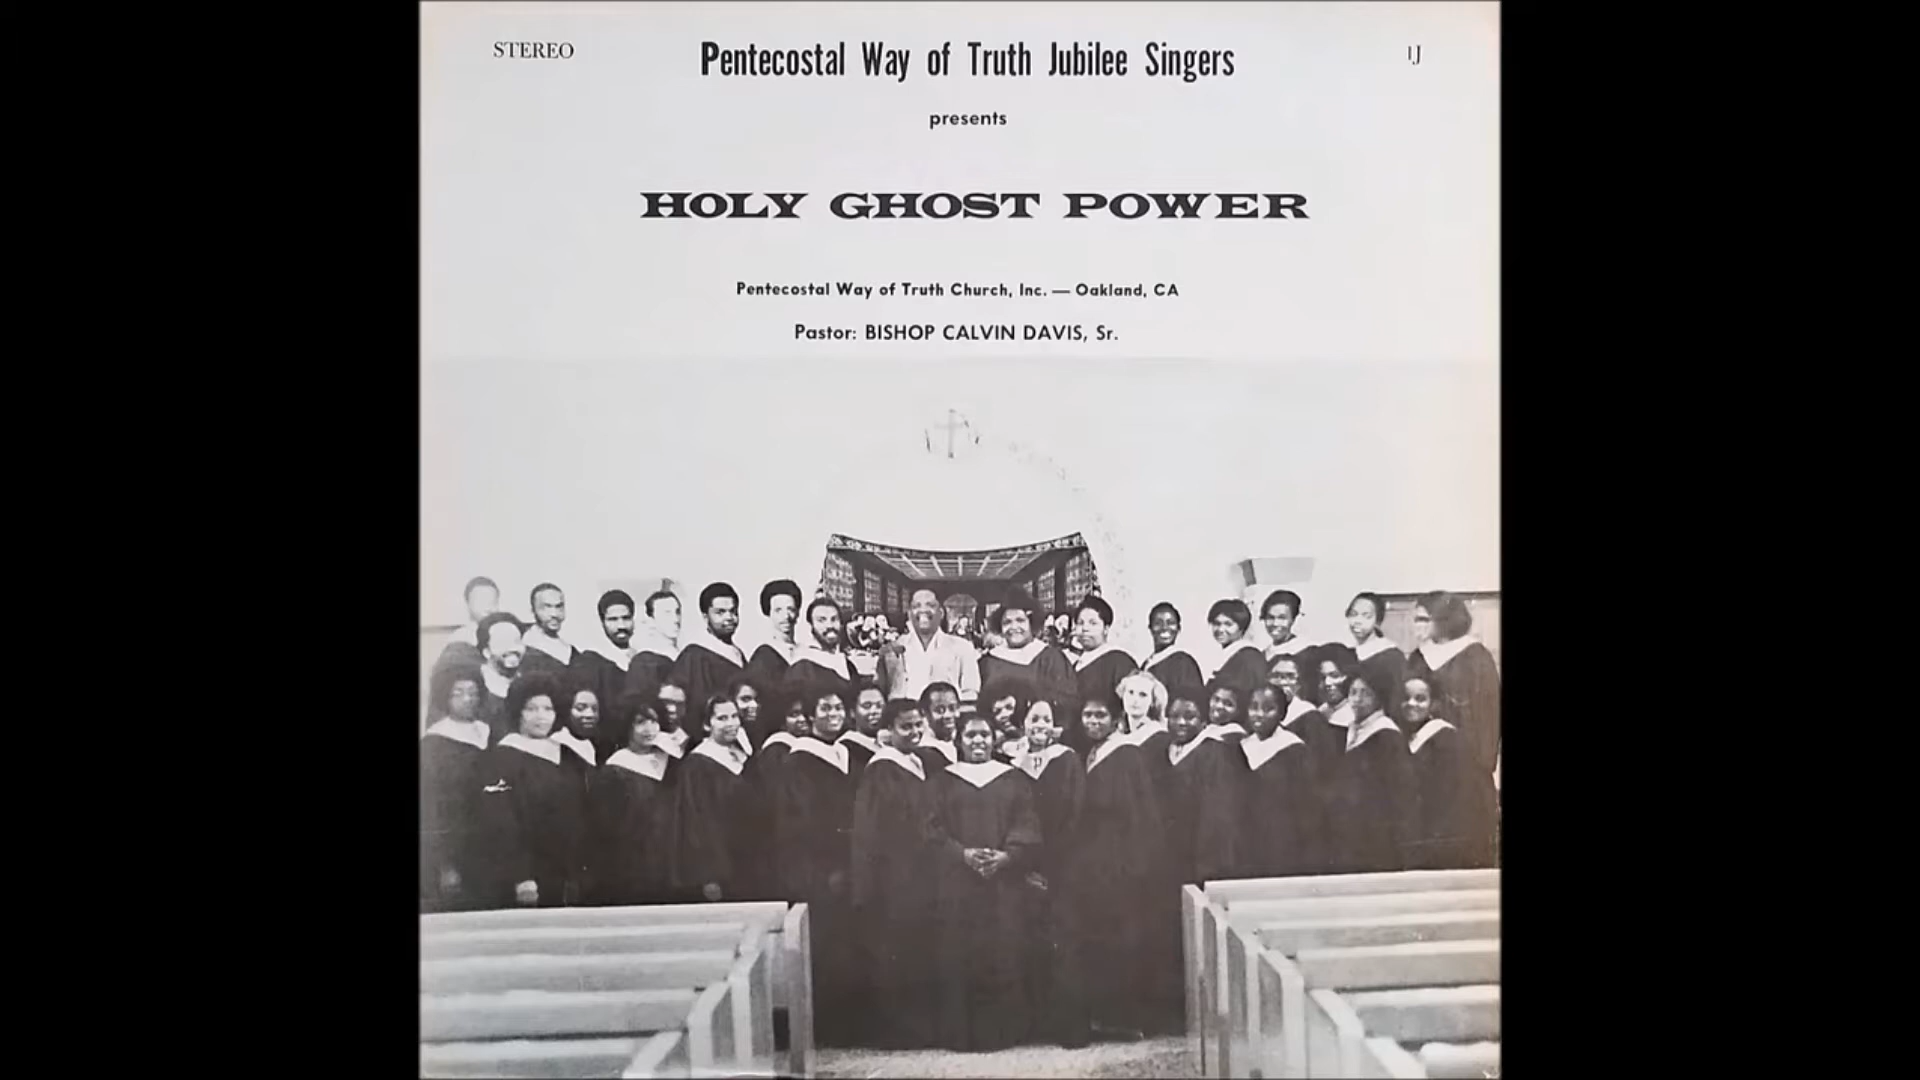 STEREO
Pentecostal Way of Truth Jubilee Singers
IJ
presents
HOLY GHOST POWER
Pentecostal Way of Truth Church, Inc. — Oakland, CA
Pastor: BISHOP CALVIN DAVIS, Sr.
P